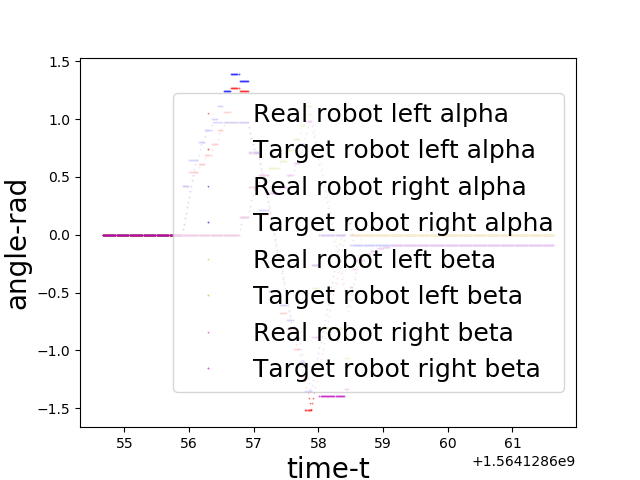 1.5
1.0
0.5
0.0
−0.5
−1.0
−1.5
angle-rad
Real robot left alpha
Target robot left alpha
Real robot right alpha
Target robot right alpha
Real robot left beta
Target robot left beta
Real robot right beta
Target robot right beta
55 56 57 58 59 60 61
+1.5641286e9
time-t